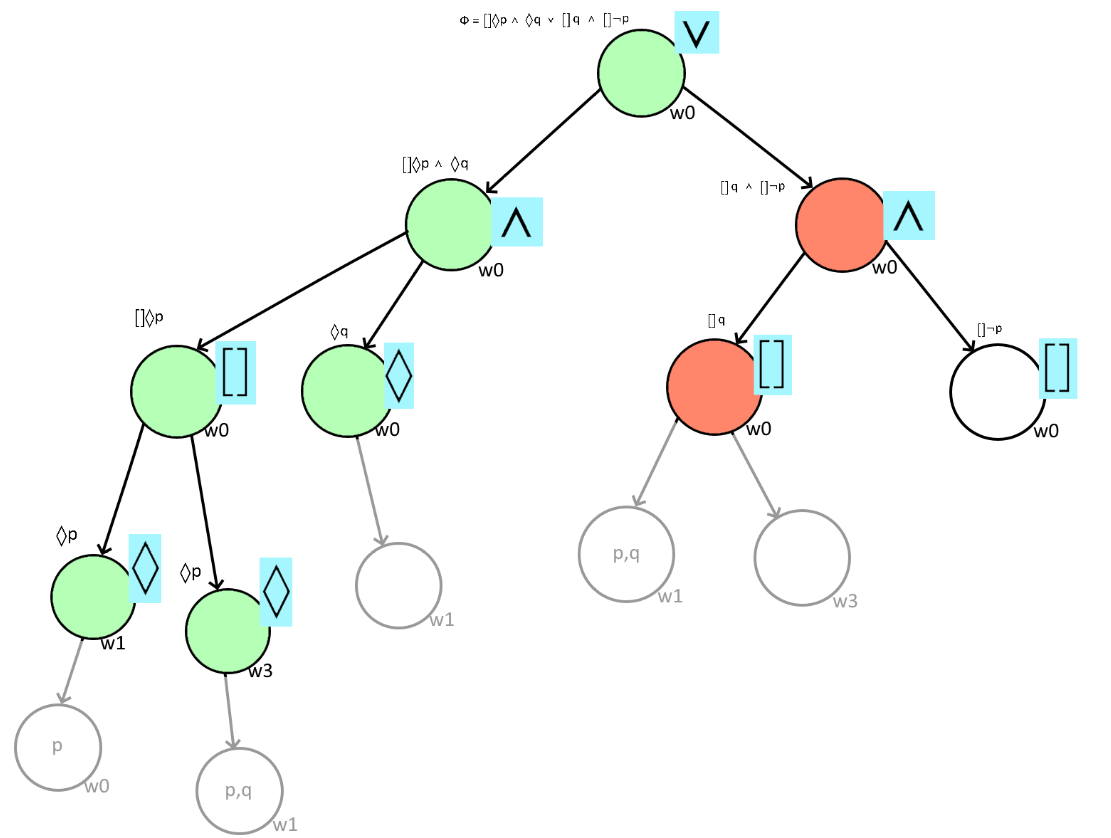 Φ = []◊p ∧ ◊q ∨ []q ∧ []¬p
∨
w0
[]◊p ∧ ◊q
∧
w0
[]q ∧ []¬p
∧
w0
[]◊p
[]
w0
◊q
◊
w0
[]q
[]
w0
[]¬p
[]
w0
◊p
◊
w1
◊p
◊
w3
w1
p,q
w1
w3
p
w0
p,q
w1